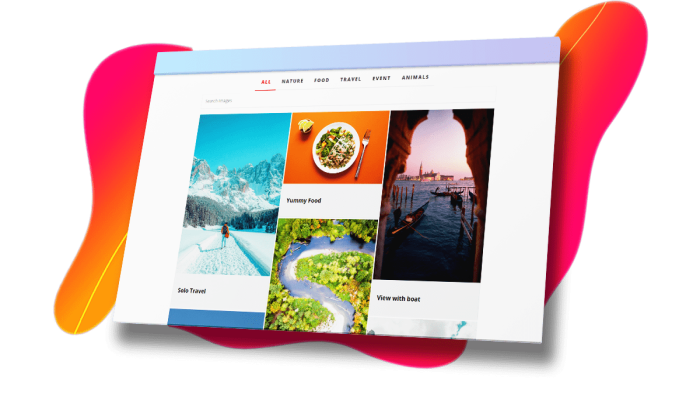 ALL NATURE FOOD TRAVEL EVENT ANIMALS
Search Images
Yummy Food
Solo Travel
View with boat